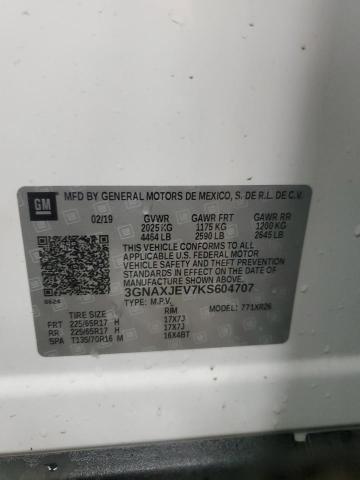 GM
MFD BY GENERAL MOTORS DE MEXICO, S. DE R.L. DE C.V.
02/19 GVWR GAWR FRT GAWR RR
2025 KG 1175 KG 1200 KG
4464 LB 2590 LB 2645 LB
THIS VEHICLE CONFORMS TO ALL
APPLICABLE U.S. FEDERAL MOTOR
VEHICLE SAFETY AND THEFT PREVENTION
STANDARDS IN EFFECT ON THE DATE OF
MANUFACTURE SHOWN ABOVE.
3GNAXJEV7KS604707
TYPE: M.P.V. MODEL: 771XR26
TIRE SIZE RIM
FRT 225/65R17 H 17X7J
RR 225/65R17 H 17X7J
SPA T135/70R16 M 16X4BT